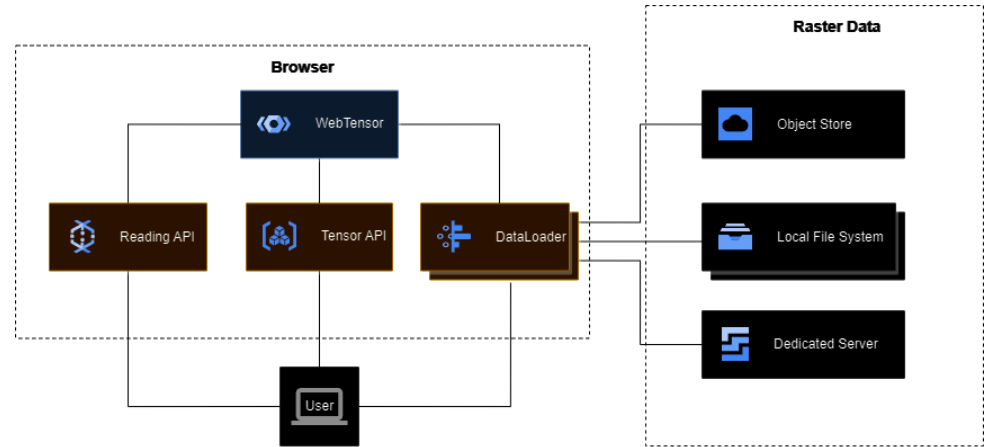 Raster Data
Browser
WebTensor
Object Store
Reading API
Tensor API
DataLoader
Local File System
Dedicated Server
User